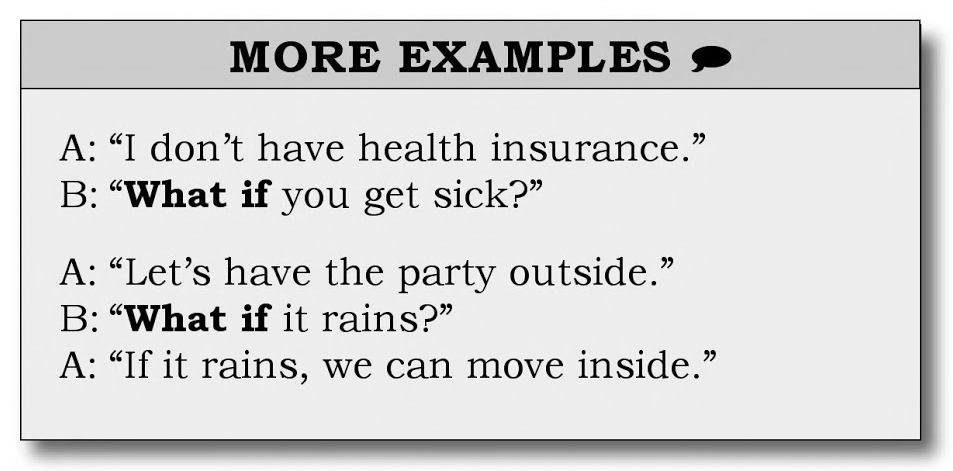 MORE EXAMPLES
A: “I don’t have health insurance.”
B: “What if you get sick?”
A: “Let’s have the party outside.”
B: “What if it rains?”
A: “If it rains, we can move inside.”